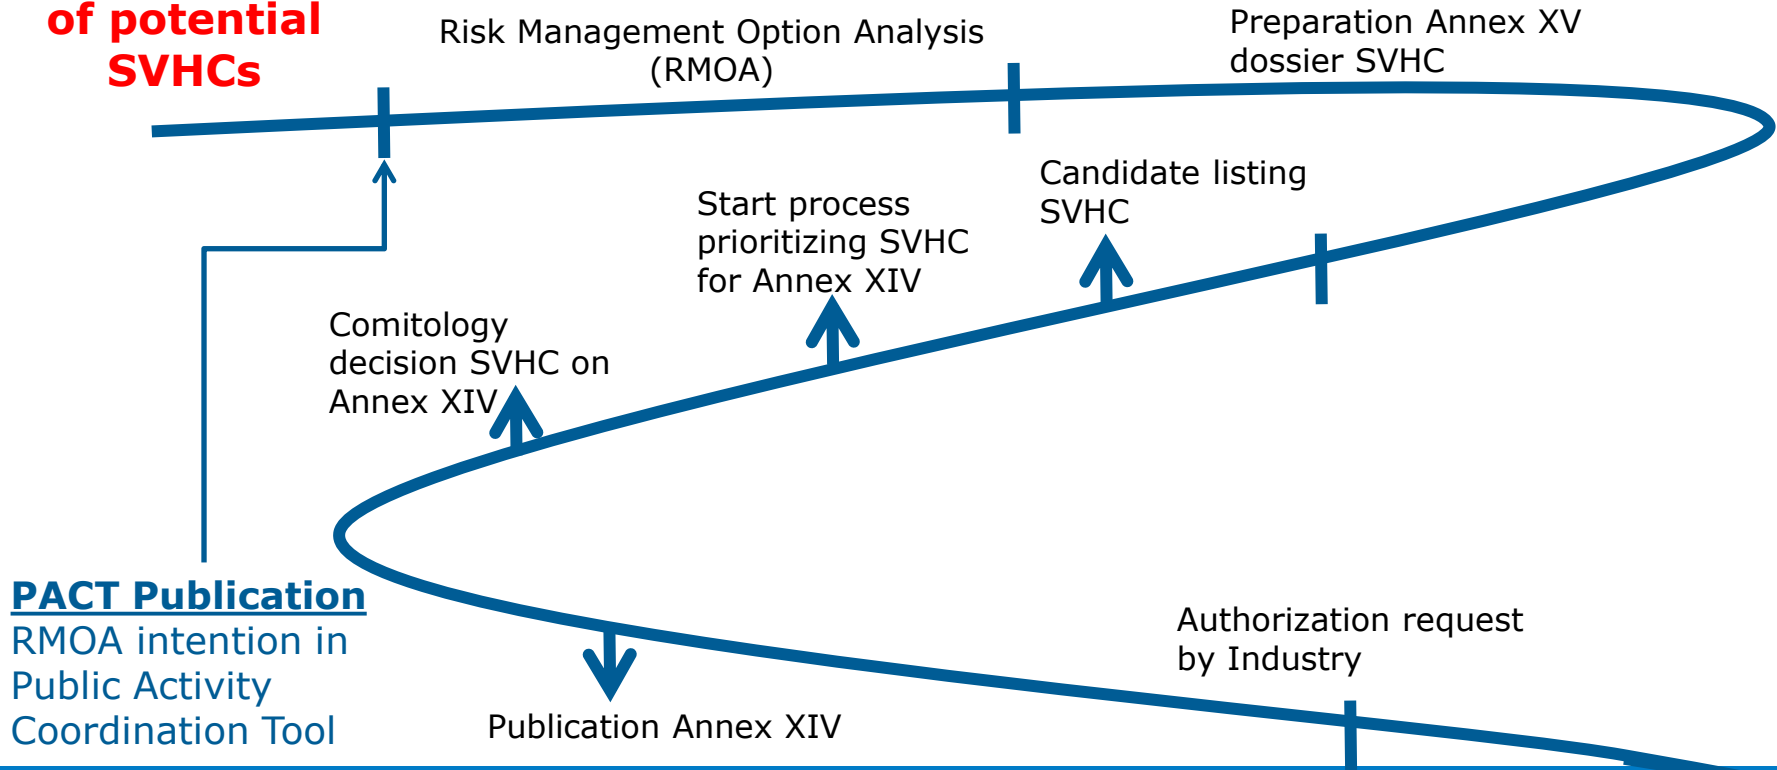 of potential
SVHCs
Risk Management Option Analysis
(RMOA)
Preparation Annex XV
dossier SVHC
Candidate listing
SVHC
Start process
prioritizing SVHC
for Annex XIV
Comitology
decision SVHC on
Annex XIV
PACT Publication
RMOA intention in
Public Activity
Coordination Tool
Publication Annex XIV
Authorization request
by Industry